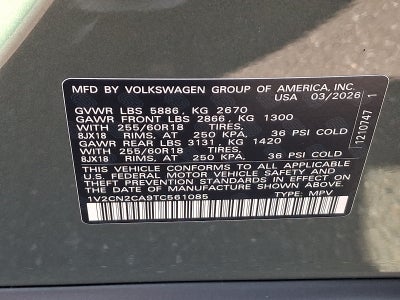 MFD BY VOLKSWAGEN GROUP OF AMERICA, INC.
USA 03/2026
GVWR LBS 5886, KG 2670
GAWR FRONT LBS 2866, KG 1300
WITH 255/60R18 TIRES,
8JX18 RIMS, AT 250 KPA, 36 PSI COLD
GAWR REAR LBS 3131, KG 1420
WITH 255/60R18 TIRES,
8JX18 RIMS, AT 250 KPA, 36 PSI COLD
THIS VEHICLE CONFORMS TO ALL APPLICABLE
FEDERAL MOTOR VEHICLE SAFETY AND
THEFT PREVENTION STANDARDS IN EFFECT
ON THE DATE OF MANUFACTURE SHOWN ABOVE.
1V2CN2CA9TC561085 TYPE: MPV
1210747 1